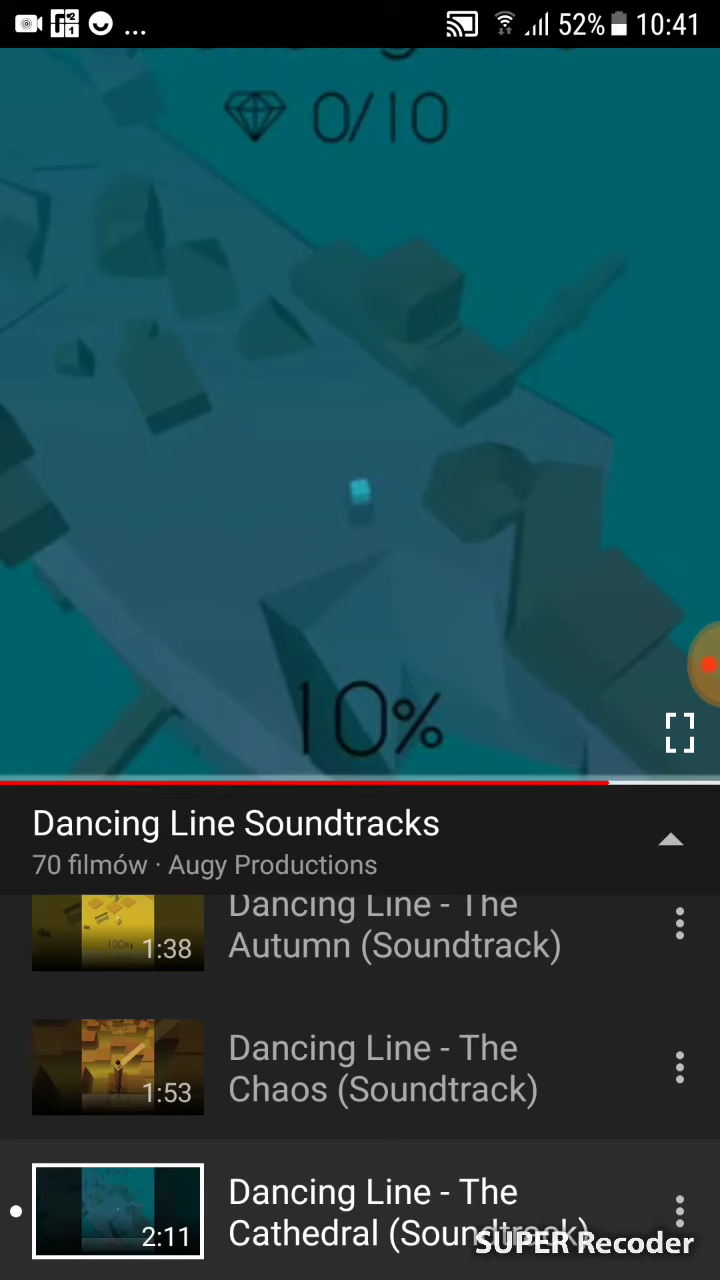 ... 52% 10:41
0/10
10%
Dancing Line Soundtracks
70 filmów · Augy Productions
Dancing Line - The
Autumn (Soundtrack)
1:38
Dancing Line - The
Chaos (Soundtrack)
1:53
Dancing Line - The
Cathedral (Soundtrack)
2:11
SUPER Recoder